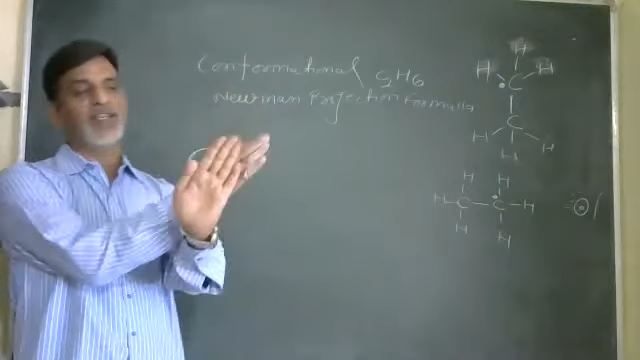 Conformational C2H6
Newman Projection Formula
H
H C H
C
H H H
H H
H C C H
H H